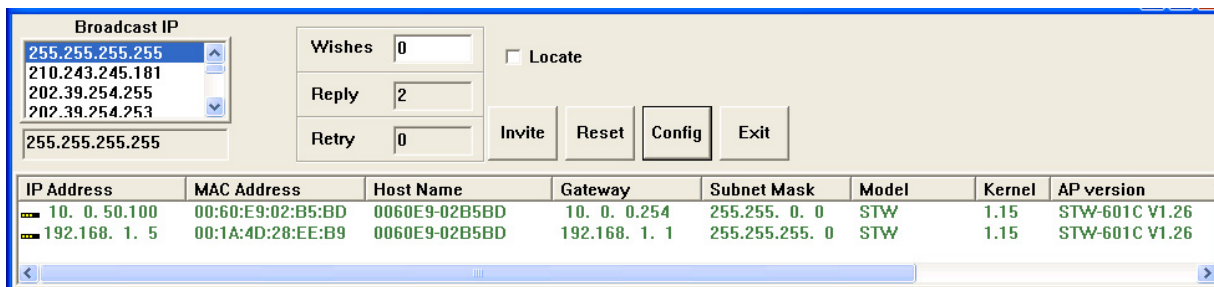 Broadcast IP
255.255.255.255
210.243.245.181
202.39.254.255
202.39.254.253
255.255.255.255
Wishes 0
Reply 2
Retry 0
Locate
Invite Reset Config Exit
IP Address MAC Address Host Name Gateway Subnet Mask Model Kernel AP version
10. 0. 50.100 00:60:E9:02:B5:BD 0060E9-02B5BD 10. 0. 0.254 255.255. 0. 0 STW 1.15 STW-601C V1.26
192.168. 1. 5 00:1A:4D:28:EE:B9 0060E9-02B5BD 192.168. 1. 1 255.255.255. 0 STW 1.15 STW-601C V1.26